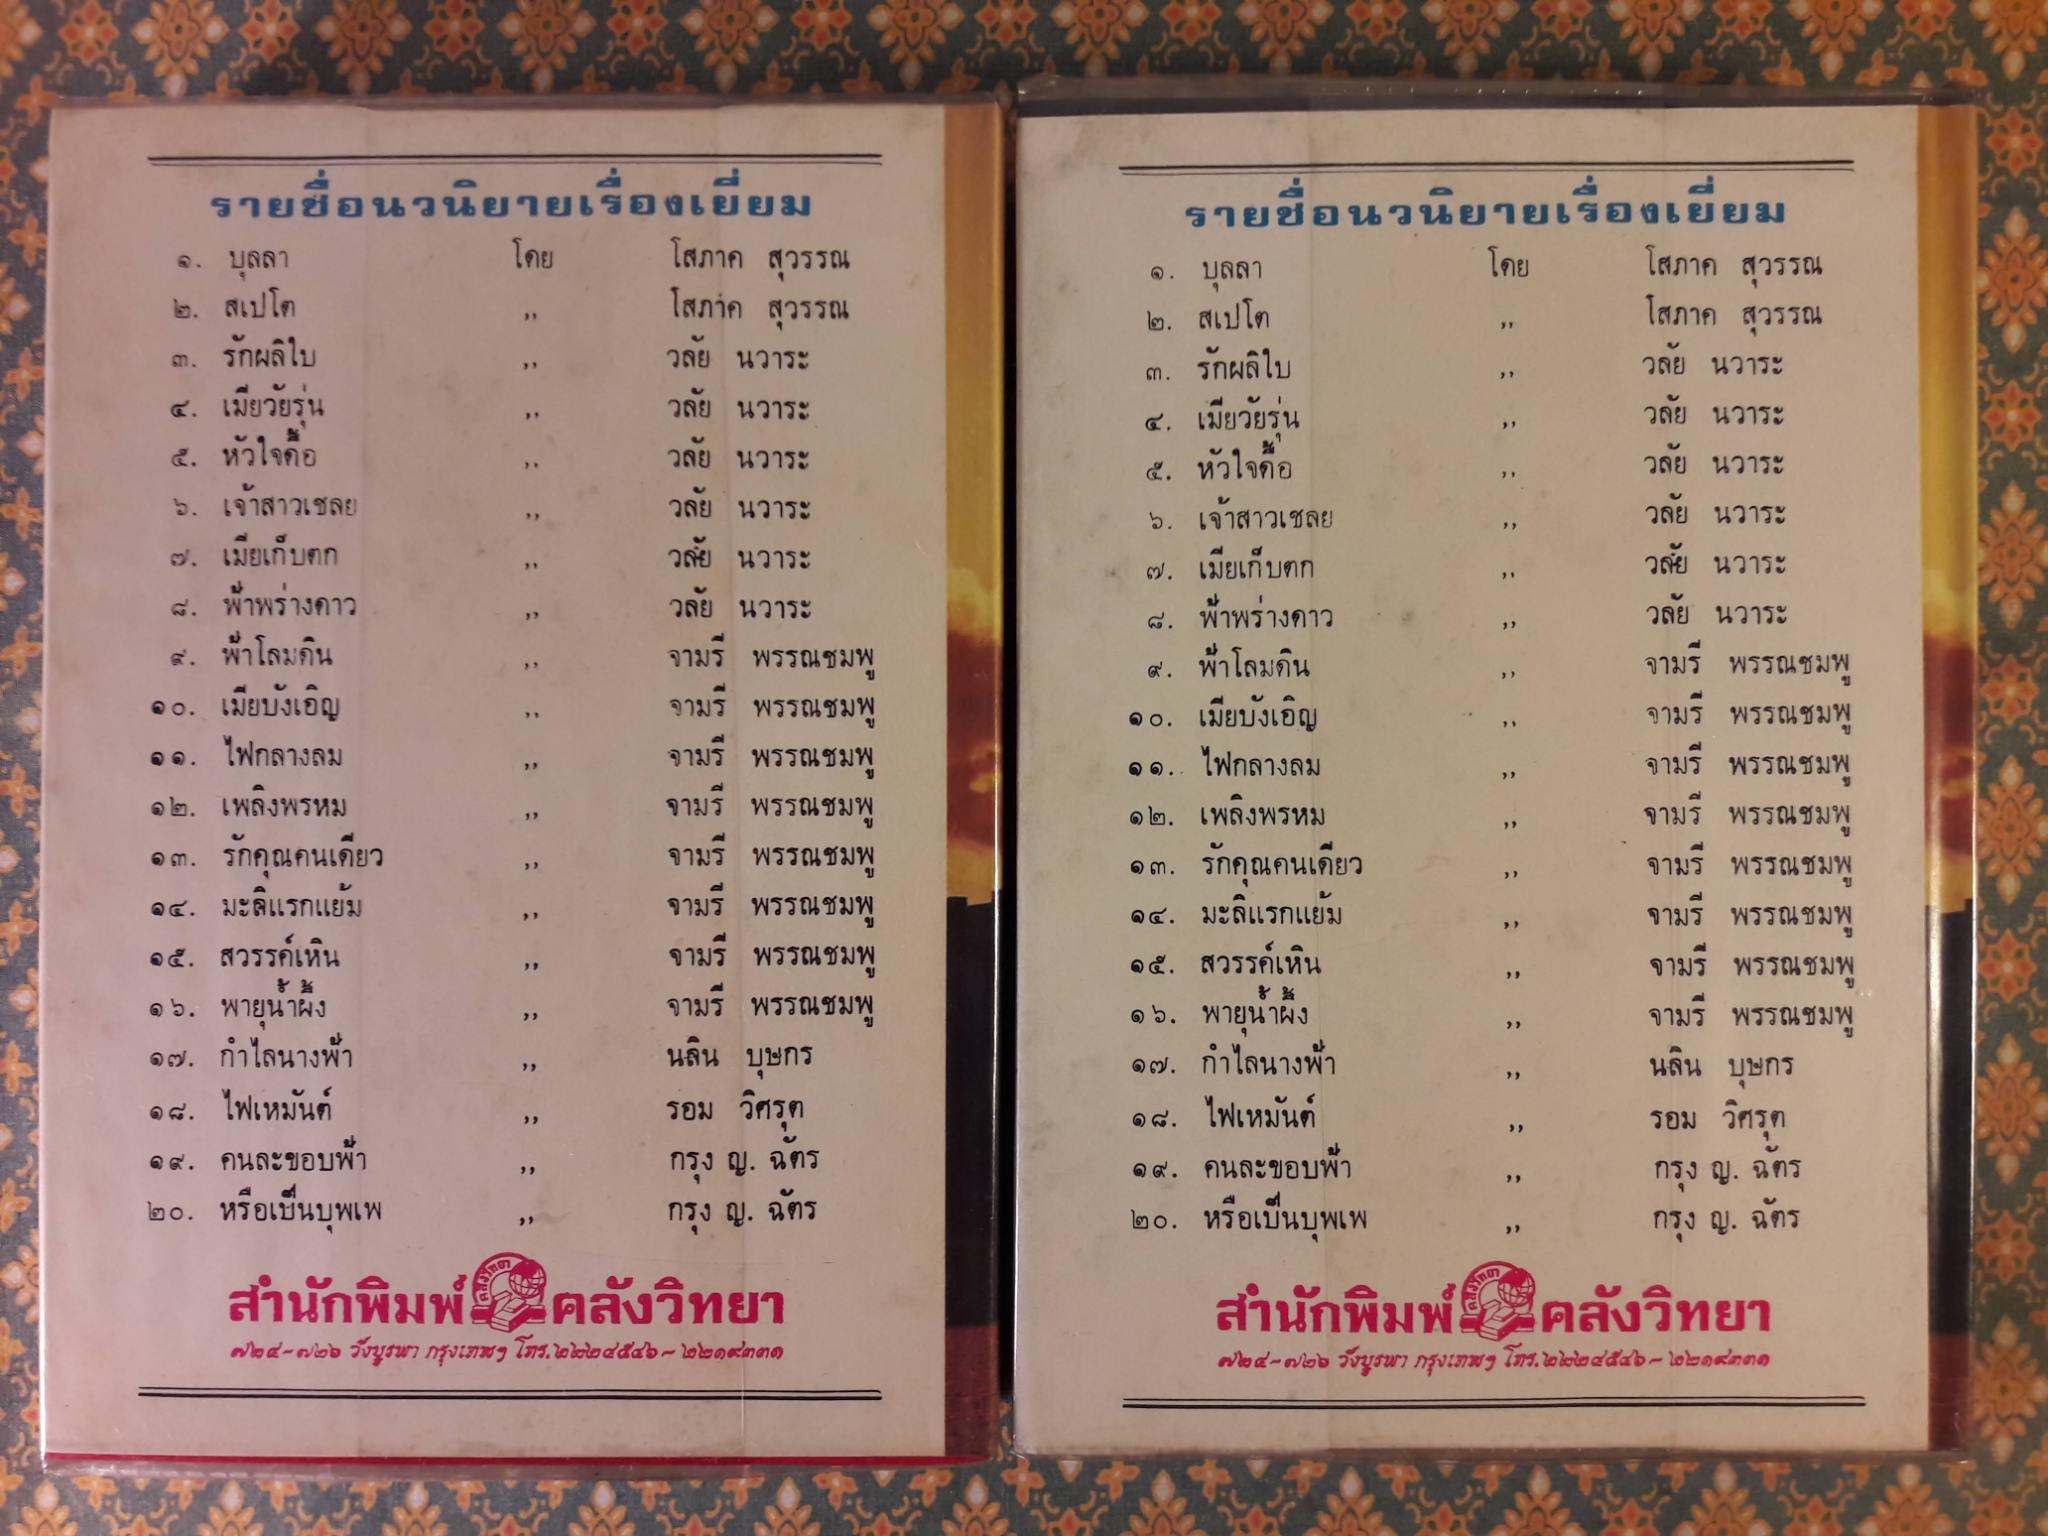 รายชื่อนวนิยายเรื่องเยี่ยม
๑. บุลลา โดย โสภาค สุวรรณ
๒. สเปโต ,, โสภาค สุวรรณ
๓. รักผลิใบ ,, วลัย นวาระ
๔. เมียวัยรุ่น ,, วลัย นวาระ
๕. หัวใจดื้อ ,, วลัย นวาระ
๖. เจ้าสาวเชลย ,, วลัย นวาระ
๗. เมียเก็บตก ,, วลัย นวาระ
๘. ฟ้าพร่างดาว ,, วลัย นวาระ
๙. ฟ้าโลมดิน ,, จามรี พรรณชมพู
๑๐. เมียบังเอิญ ,, จามรี พรรณชมพู
๑๑. ไฟกลางลม ,, จามรี พรรณชมพู
๑๒. เพลิงพรหม ,, จามรี พรรณชมพู
๑๓. รักคุณคนเดียว ,, จามรี พรรณชมพู
๑๔. มะลิแรกแย้ม ,, จามรี พรรณชมพู
๑๕. สวรรค์เหิน ,, จามรี พรรณชมพู
๑๖. พายุน้ำผึ้ง ,, จามรี พรรณชมพู
๑๗. กำไลนางฟ้า ,, นลิน บุษกร
๑๘. ไฟเหมันต์ ,, รอม วิศรุต
๑๙. คนละขอบฟ้า ,, กรุง ญ. ฉัตร
๒๐. หรือเป็นบุพเพ ,, กรุง ญ. ฉัตร
สำนักพิมพ์ คลังวิทยา คลังวิทยา
๗๒๔-๗๒๖ วังบูรพา กรุงเทพฯ โทร.๒๒๒๔๕๔๖-๒๒๑๙๓๓๑
รายชื่อนวนิยายเรื่องเยี่ยม
๑. บุลลา โดย โสภาค สุวรรณ
๒. สเปโต ,, โสภาค สุวรรณ
๓. รักผลิใบ ,, วลัย นวาระ
๔. เมียวัยรุ่น ,, วลัย นวาระ
๕. หัวใจดื้อ ,, วลัย นวาระ
๖. เจ้าสาวเชลย ,, วลัย นวาระ
๗. เมียเก็บตก ,, วลัย นวาระ
๘. ฟ้าพร่างดาว ,, วลัย นวาระ
๙. ฟ้าโลมดิน ,, จามรี พรรณชมพู
๑๐. เมียบังเอิญ ,, จามรี พรรณชมพู
๑๑. ไฟกลางลม ,, จามรี พรรณชมพู
๑๒. เพลิงพรหม ,, จามรี พรรณชมพู
๑๓. รักคุณคนเดียว ,, จามรี พรรณชมพู
๑๔. มะลิแรกแย้ม ,, จามรี พรรณชมพู
๑๕. สวรรค์เหิน ,, จามรี พรรณชมพู
๑๖. พายุน้ำผึ้ง ,, จามรี พรรณชมพู
๑๗. กำไลนางฟ้า ,, นลิน บุษกร
๑๘. ไฟเหมันต์ ,, รอม วิศรุต
๑๙. คนละขอบฟ้า ,, กรุง ญ. ฉัตร
๒๐. หรือเป็นบุพเพ ,, กรุง ญ. ฉัตร
สำนักพิมพ์ คลังวิทยา คลังวิทยา
๗๒๔-๗๒๖ วังบูรพา กรุงเทพฯ โทร.๒๒๒๔๕๔๖-๒๒๑๙๓๓๑